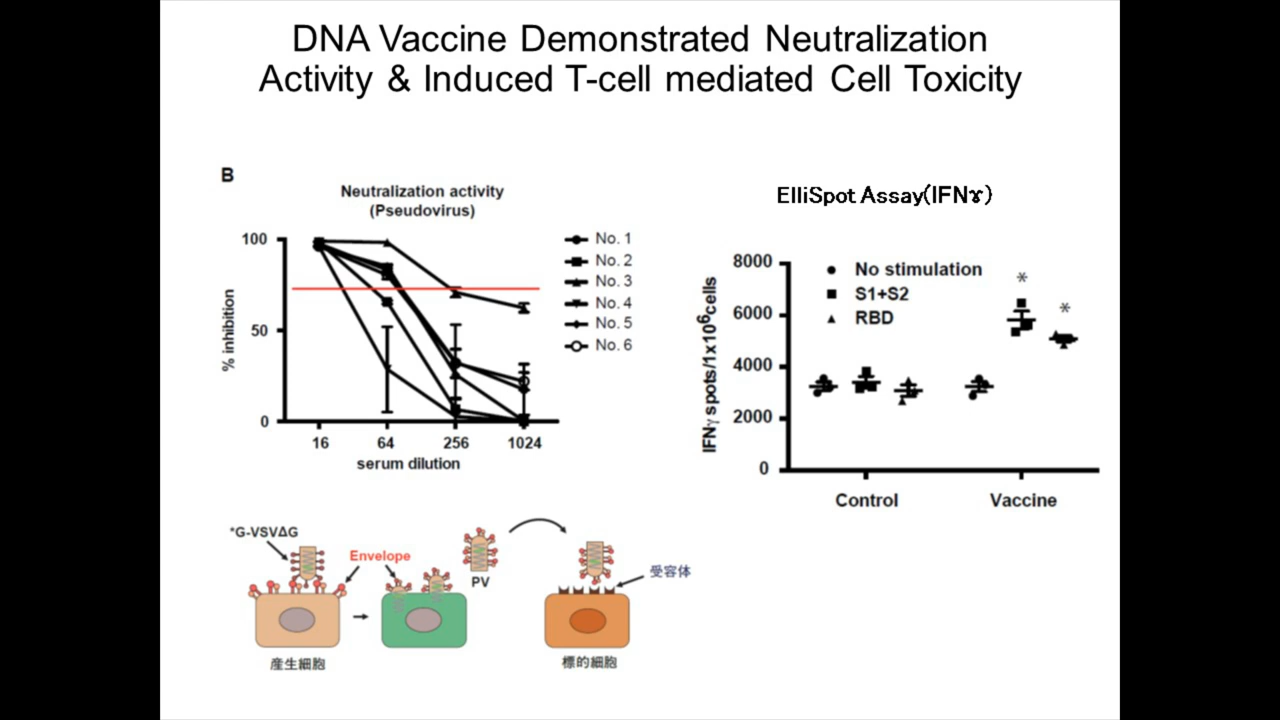 DNA Vaccine Demonstrated Neutralization
Activity & Induced T-cell mediated Cell Toxicity
B
Neutralization activity
(Pseudovirus)
100
50
0
% inhibition
16 64 256 1024
serum dilution
No. 1
No. 2
No. 3
No. 4
No. 5
No. 6
ElliSpot Assay(IFNɤ)
8000
6000
4000
2000
0
IFNγ spots/1x10⁶cells
No stimulation
S1+S2
RBD
*
*
Control Vaccine
*G-VSVΔG
Envelope
PV
受容体
産生細胞
標的細胞